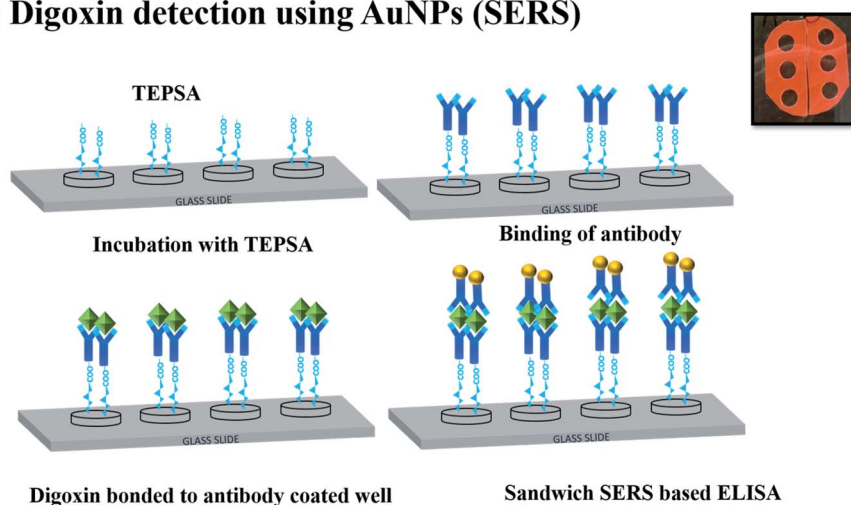 Digoxin detection using AuNPs (SERS)
TEPSA
GLASS SLIDE
Incubation with TEPSA
GLASS SLIDE
Binding of antibody
GLASS SLIDE
Digoxin bonded to antibody coated well
GLASS SLIDE
Sandwich SERS based ELISA